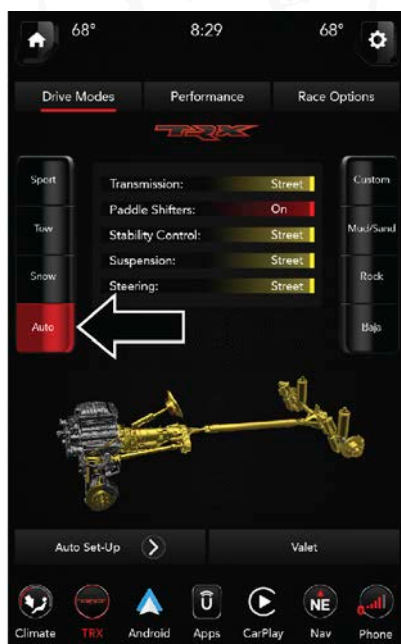 68° 8:29 68°
Drive Modes Performance Race Options
TRX
Sport
Tow
Snow
Auto
Transmission: Street
Paddle Shifters: On
Stability Control: Street
Suspension: Street
Steering: Street
Custom
Mud/Sand
Rock
Baja
Auto Set-Up Valet
TRX
NE
Climate TRX Android Apps CarPlay Nav Phone